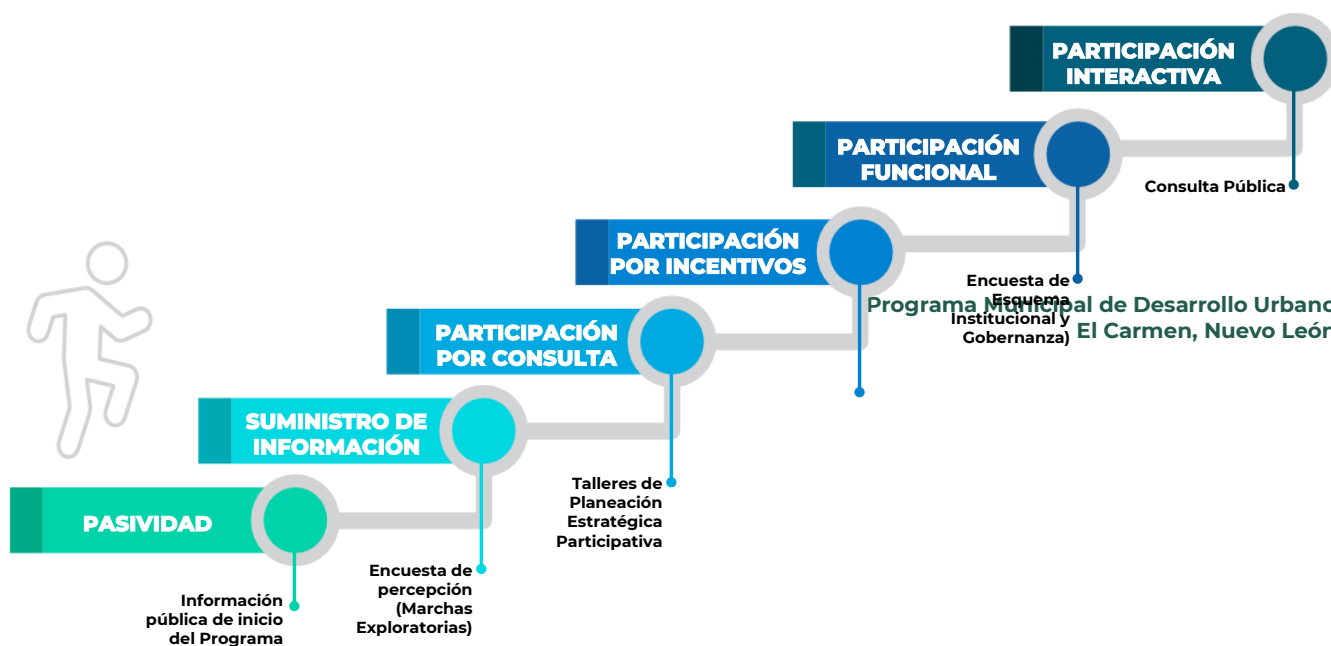 PARTICIPACIÓN
INTERACTIVA
Consulta Pública
PARTICIPACIÓN
FUNCIONAL
Encuesta de
Esquema
Institucional y
Gobernanza)
Programa Municipal de Desarrollo Urbano
El Carmen, Nuevo León
PARTICIPACIÓN
POR INCENTIVOS
PARTICIPACIÓN
POR CONSULTA
Talleres de
Planeación
Estratégica
Participativa
SUMINISTRO DE
INFORMACIÓN
Encuesta de
percepción
(Marchas
Exploratorias)
PASIVIDAD
Información
pública de inicio
del Programa